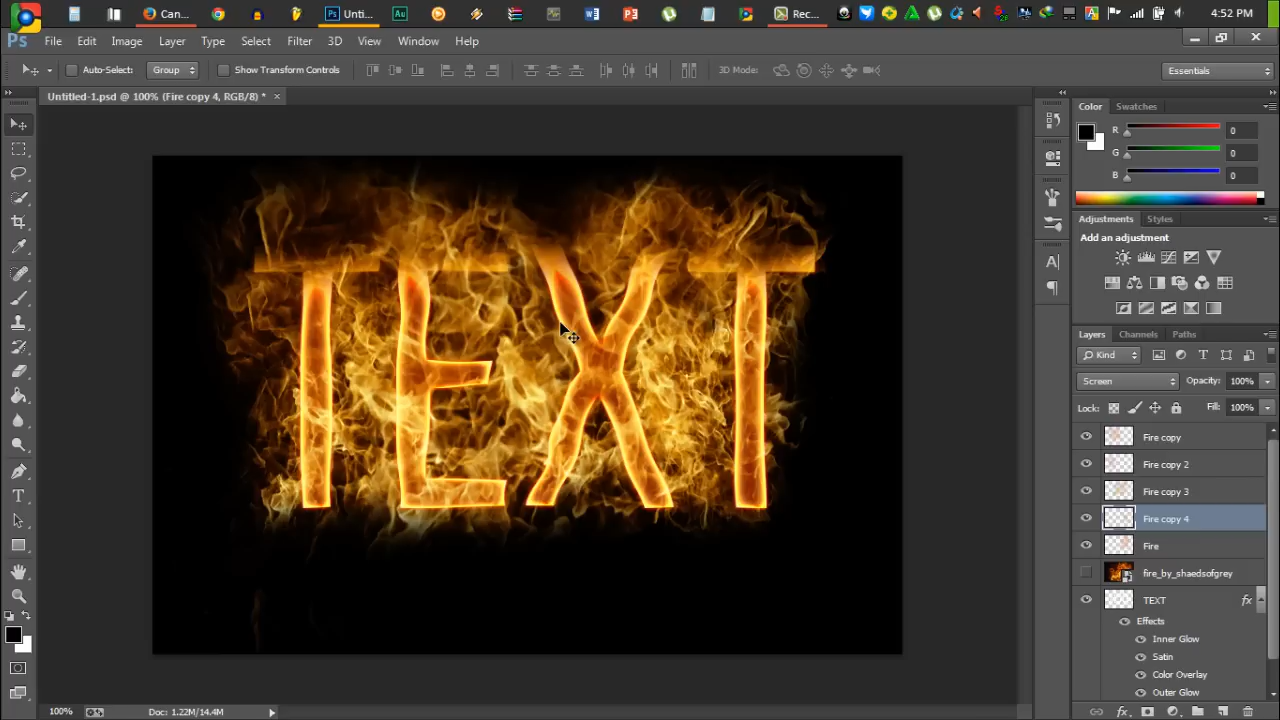 Can...
Unti...
Rec...
4:52 PM
Ps File Edit Image Layer Type Select Filter 3D View Window Help
Auto-Select: Group Show Transform Controls 3D Mode: Essentials
Untitled-1.psd @ 100% (Fire copy 4, RGB/8) *
Color Swatches
R 0
G 0
B 0
Adjustments Styles
Add an adjustment
Layers Channels Paths
Kind
Screen Opacity: 100%
Lock: Fill: 100%
Fire copy
Fire copy 2
Fire copy 3
Fire copy 4
Fire
fire_by_shaedsofgrey
TEXT fx
Effects
Inner Glow
Satin
Color Overlay
Outer Glow
TEXT
100% Doc: 1.22M/14.4M